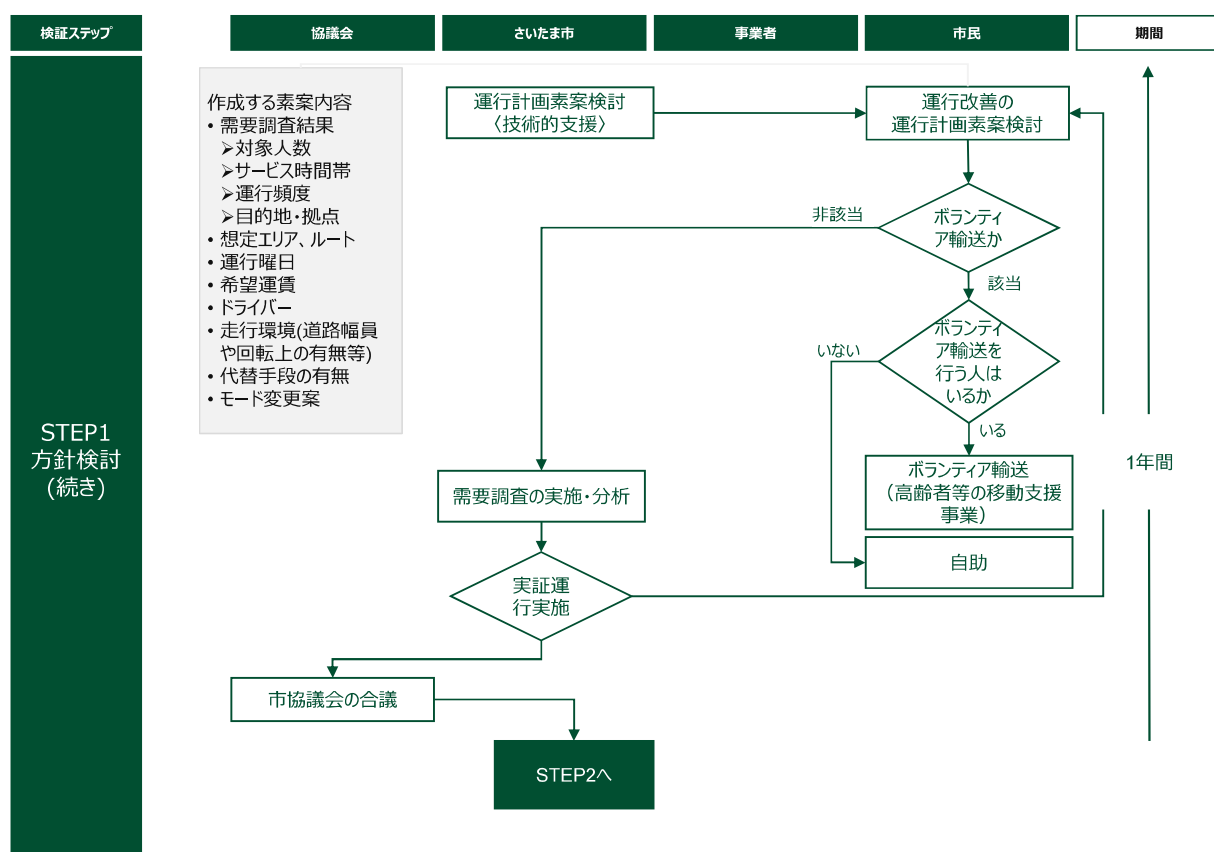 検証ステップ
協議会
さいたま市
事業者
市民
期間
STEP1
方針検討
(続き)
作成する素案内容
• 需要調査結果
➢対象人数
➢サービス時間帯
➢運行頻度
➢目的地・拠点
• 想定エリア、ルート
• 運行曜日
• 希望運賃
• ドライバー
• 走行環境(道路幅員
や回転上の有無等)
• 代替手段の有無
• モード変更案
運行計画素案検討
〈技術的支援〉
運行改善の
運行計画素案検討
ボランティ
ア輸送か
非該当
該当
ボランティ
ア輸送を
行う人は
いるか
いない
いる
ボランティア輸送
（高齢者等の移動支援
事業）
自助
需要調査の実施・分析
実証運
行実施
市協議会の合議
STEP2へ
1年間